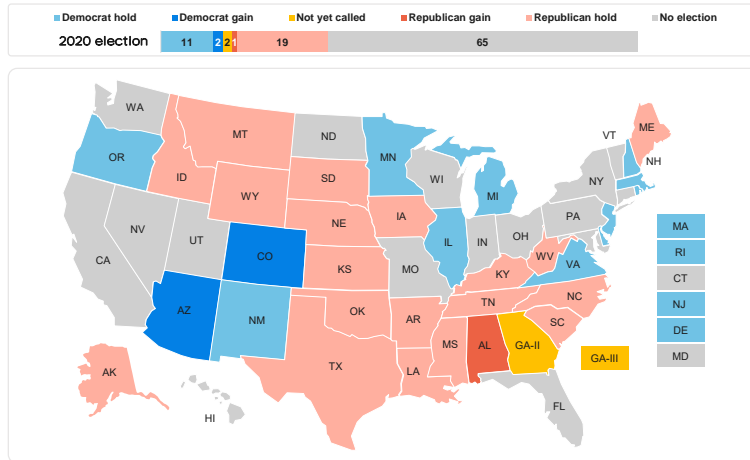 Democrat hold Democrat gain Not yet called Republican gain Republican hold No election
2020 election 11 2 2 1 19 65
WA
MT
ND
MN
VT
ME
OR
ID
SD
WI
MI
NY
NH
WY
NE
IA
PA
NV
UT
CO
KS
MO
IL
IN
OH
WV
VA
CA
KY
AZ
NM
OK
AR
TN
NC
SC
TX
LA
MS
AL
GA-II
GA-III
AK
HI
FL
MA
RI
CT
NJ
DE
MD